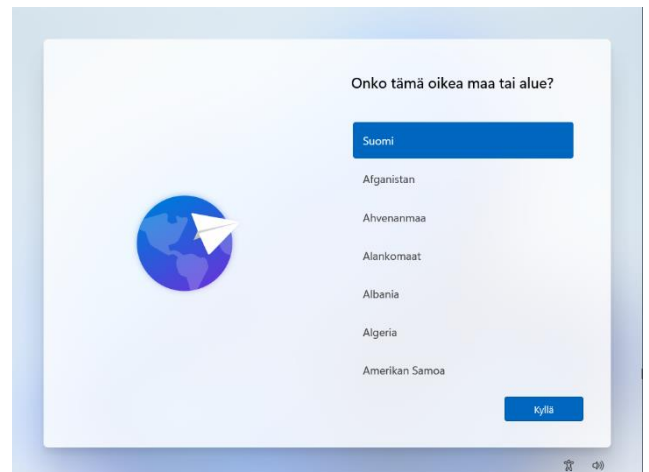 Onko tämä oikea maa tai alue?
Suomi
Afganistan
Ahvenanmaa
Alankomaat
Albania
Algeria
Amerikan Samoa
Kyllä